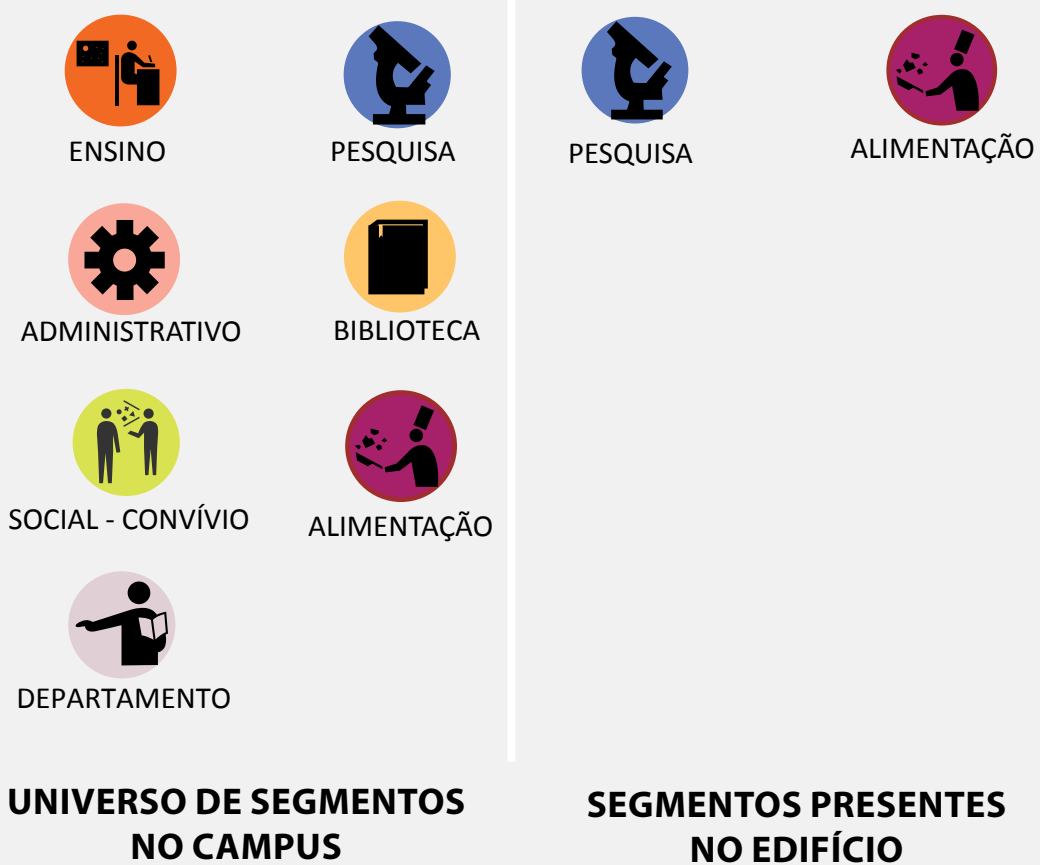 ENSINO
PESQUISA
ADMINISTRATIVO
BIBLIOTECA
SOCIAL - CONVÍVIO
ALIMENTAÇÃO
DEPARTAMENTO
UNIVERSO DE SEGMENTOS
NO CAMPUS
PESQUISA
ALIMENTAÇÃO
SEGMENTOS PRESENTES
NO EDIFÍCIO